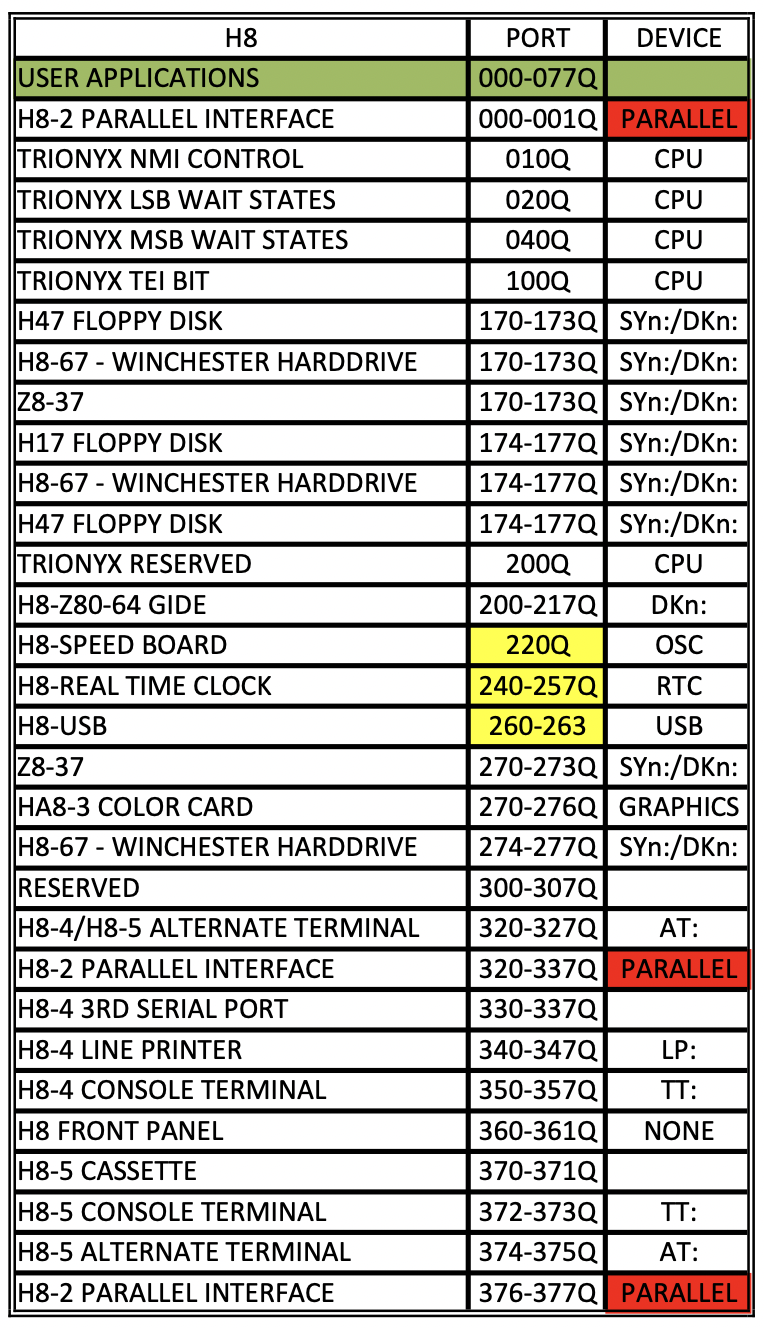 H8 PORT DEVICE
USER APPLICATIONS 000-077Q
H8-2 PARALLEL INTERFACE 000-001Q PARALLEL
TRIONYX NMI CONTROL 010Q CPU
TRIONYX LSB WAIT STATES 020Q CPU
TRIONYX MSB WAIT STATES 040Q CPU
TRIONYX TEI BIT 100Q CPU
H47 FLOPPY DISK 170-173Q SYn:/DKn:
H8-67 - WINCHESTER HARDDRIVE 170-173Q SYn:/DKn:
Z8-37 170-173Q SYn:/DKn:
H17 FLOPPY DISK 174-177Q SYn:/DKn:
H8-67 - WINCHESTER HARDDRIVE 174-177Q SYn:/DKn:
H47 FLOPPY DISK 174-177Q SYn:/DKn:
TRIONYX RESERVED 200Q CPU
H8-Z80-64 GIDE 200-217Q DKn:
H8-SPEED BOARD 220Q OSC
H8-REAL TIME CLOCK 240-257Q RTC
H8-USB 260-263 USB
Z8-37 270-273Q SYn:/DKn:
HA8-3 COLOR CARD 270-276Q GRAPHICS
H8-67 - WINCHESTER HARDDRIVE 274-277Q SYn:/DKn:
RESERVED 300-307Q
H8-4/H8-5 ALTERNATE TERMINAL 320-327Q AT:
H8-2 PARALLEL INTERFACE 320-337Q PARALLEL
H8-4 3RD SERIAL PORT 330-337Q
H8-4 LINE PRINTER 340-347Q LP:
H8-4 CONSOLE TERMINAL 350-357Q TT:
H8 FRONT PANEL 360-361Q NONE
H8-5 CASSETTE 370-371Q
H8-5 CONSOLE TERMINAL 372-373Q TT:
H8-5 ALTERNATE TERMINAL 374-375Q AT:
H8-2 PARALLEL INTERFACE 376-377Q PARALLEL